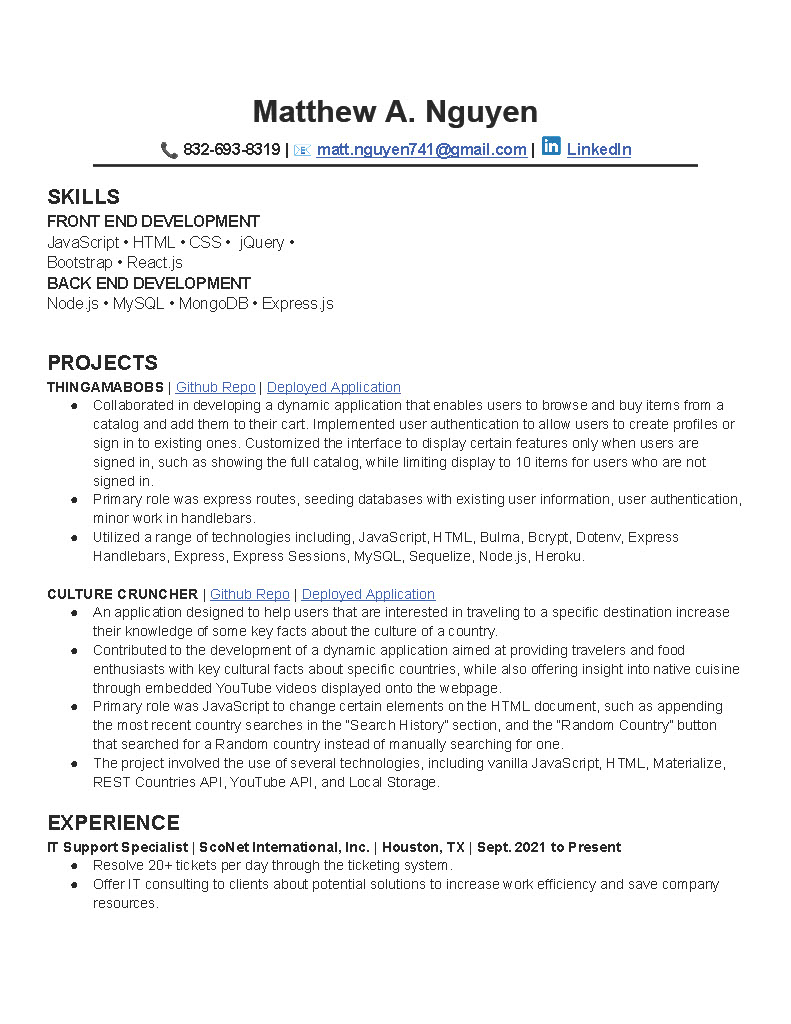 Matthew A. Nguyen
832-693-8319 | matt.nguyen741@gmail.com | in LinkedIn
SKILLS
FRONT END DEVELOPMENT
JavaScript • HTML • CSS • jQuery •
Bootstrap • React.js
BACK END DEVELOPMENT
Node.js • MySQL • MongoDB • Express.js
PROJECTS
THINGAMABOBS | Github Repo | Deployed Application
● Collaborated in developing a dynamic application that enables users to browse and buy items from a
catalog and add them to their cart. Implemented user authentication to allow users to create profiles or
sign in to existing ones. Customized the interface to display certain features only when users are
signed in, such as showing the full catalog, while limiting display to 10 items for users who are not
signed in.
● Primary role was express routes, seeding databases with existing user information, user authentication,
minor work in handlebars.
● Utilized a range of technologies including, JavaScript, HTML, Bulma, Bcrypt, Dotenv, Express
Handlebars, Express, Express Sessions, MySQL, Sequelize, Node.js, Heroku.
CULTURE CRUNCHER | Github Repo | Deployed Application
● An application designed to help users that are interested in traveling to a specific destination increase
their knowledge of some key facts about the culture of a country.
● Contributed to the development of a dynamic application aimed at providing travelers and food
enthusiasts with key cultural facts about specific countries, while also offering insight into native cuisine
through embedded YouTube videos displayed onto the webpage.
● Primary role was JavaScript to change certain elements on the HTML document, such as appending
the most recent country searches in the "Search History" section, and the "Random Country" button
that searched for a Random country instead of manually searching for one.
● The project involved the use of several technologies, including vanilla JavaScript, HTML, Materialize,
REST Countries API, YouTube API, and Local Storage.
EXPERIENCE
IT Support Specialist | ScoNet International, Inc. | Houston, TX | Sept. 2021 to Present
● Resolve 20+ tickets per day through the ticketing system.
● Offer IT consulting to clients about potential solutions to increase work efficiency and save company
resources.